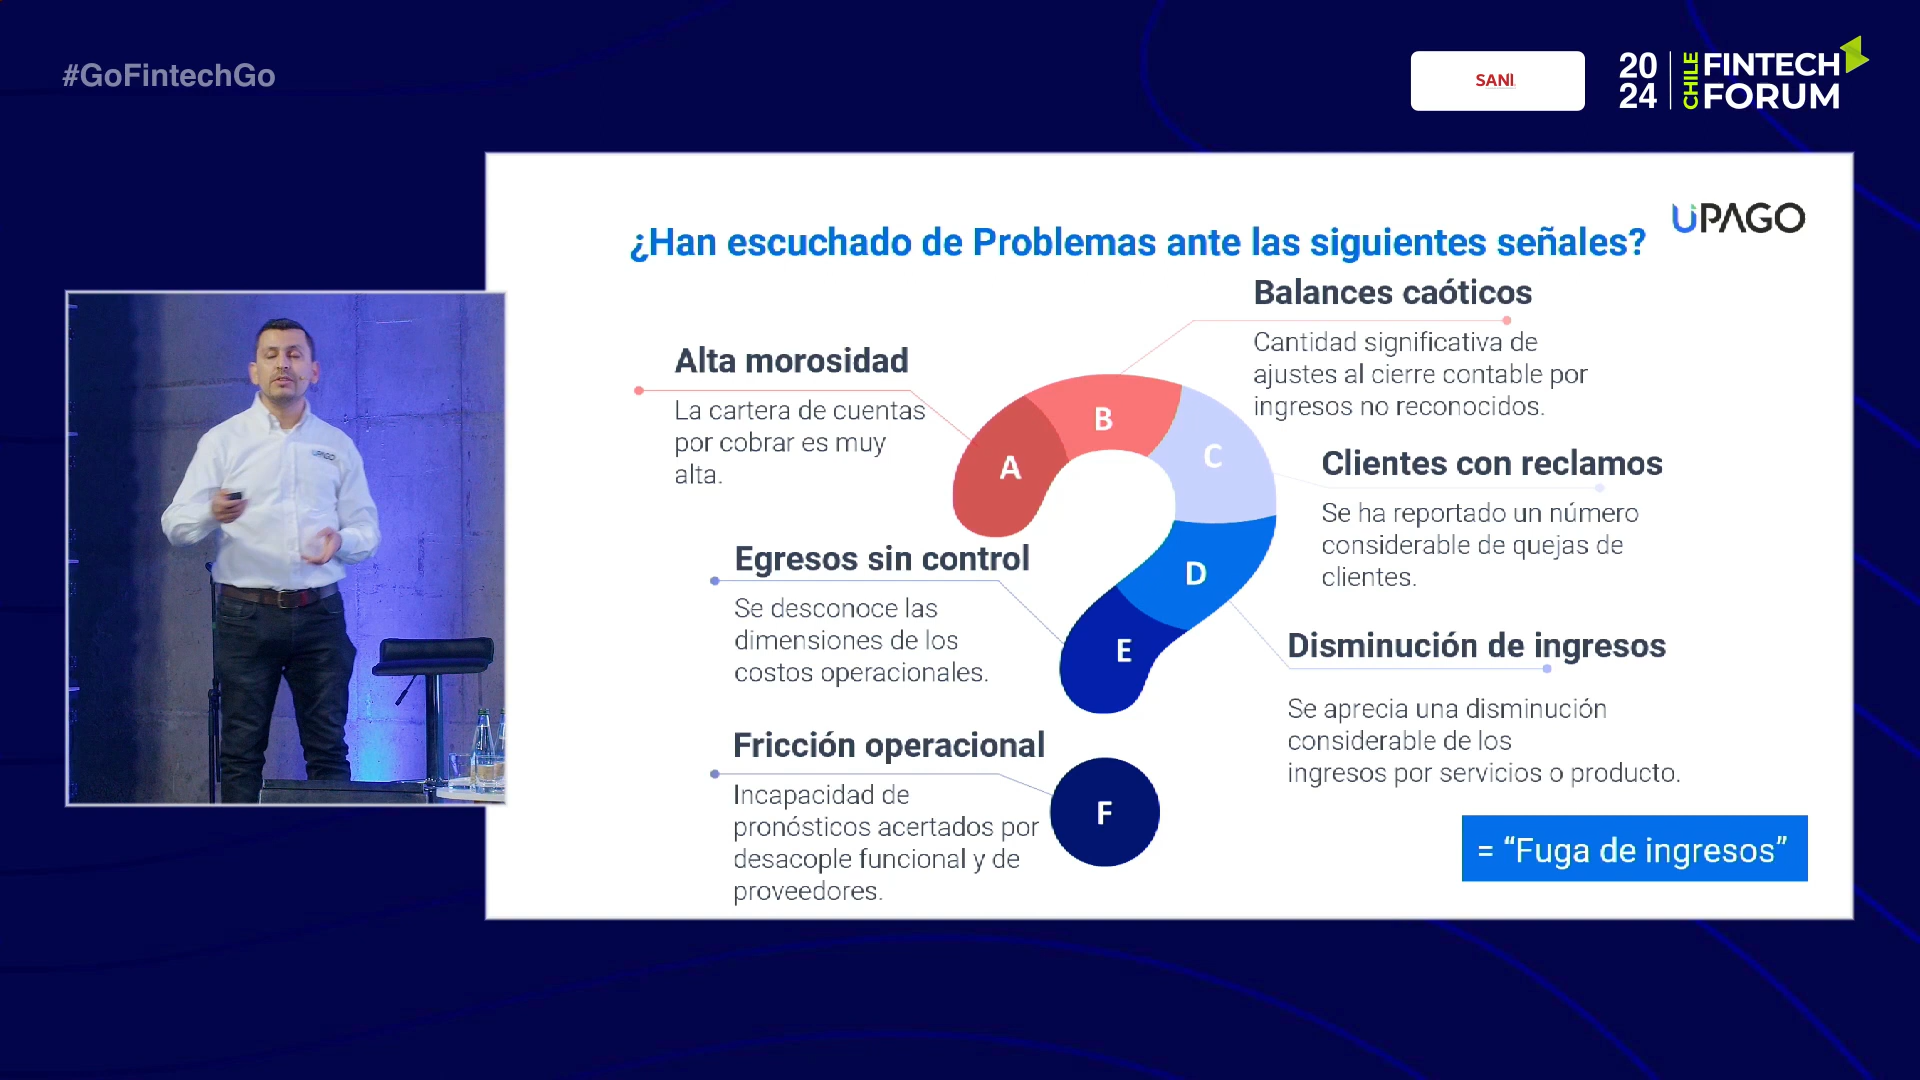 #GoFintechGo
SANI
20
24
CHILE
FINTECH
FORUM
UPAGO
¿Han escuchado de Problemas ante las siguientes señales?
Balances caóticos
Cantidad significativa de
ajustes al cierre contable por
ingresos no reconocidos.
Alta morosidad
La cartera de cuentas
por cobrar es muy
alta.
A
B
C
D
E
F
Clientes con reclamos
Se ha reportado un número
considerable de quejas de
clientes.
Egresos sin control
Se desconoce las
dimensiones de los
costos operacionales.
Disminución de ingresos
Se aprecia una disminución
considerable de los
ingresos por servicios o producto.
Fricción operacional
Incapacidad de
pronósticos acertados por
desacople funcional y de
proveedores.
= “Fuga de ingresos”
UPAGO